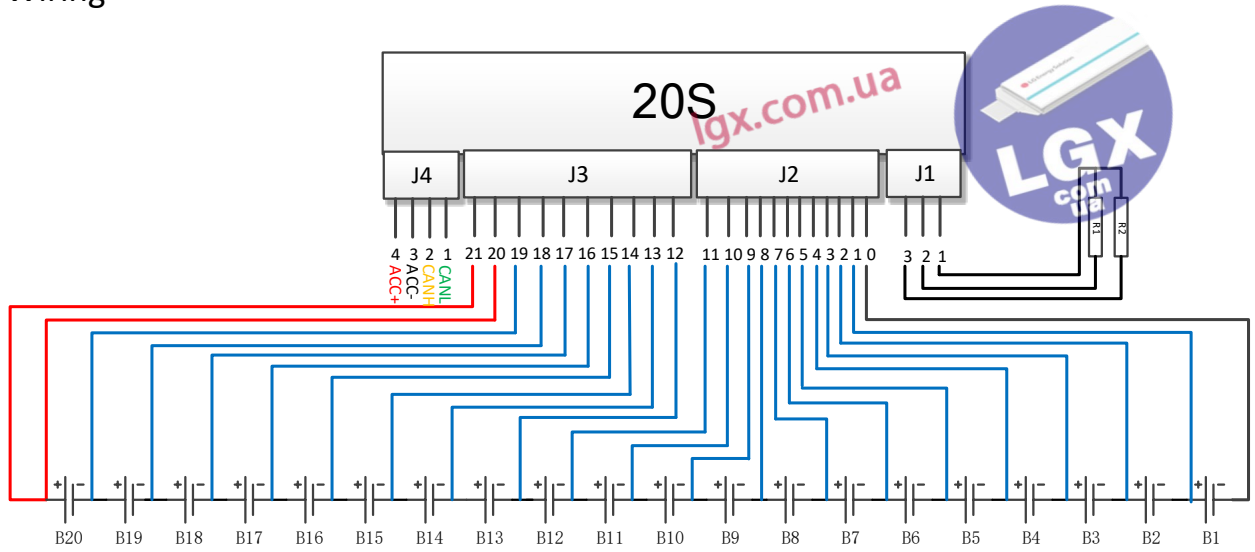 20S
lgx.com.ua
LGX
com
ua
J4 J3 J2 J1
R1 R2
4 3 2 1 21 20 19 18 17 16 15 14 13 12 11 10 9 8 7 6 5 4 3 2 1 0 3 2 1
ACC+ ACC- CANH CANL
+ - + - + - + - + - + - + - + - + - + - + - + - + - + - + - + - + - + - + - + -
B20 B19 B18 B17 B16 B15 B14 B13 B12 B11 B10 B9 B8 B7 B6 B5 B4 B3 B2 B1